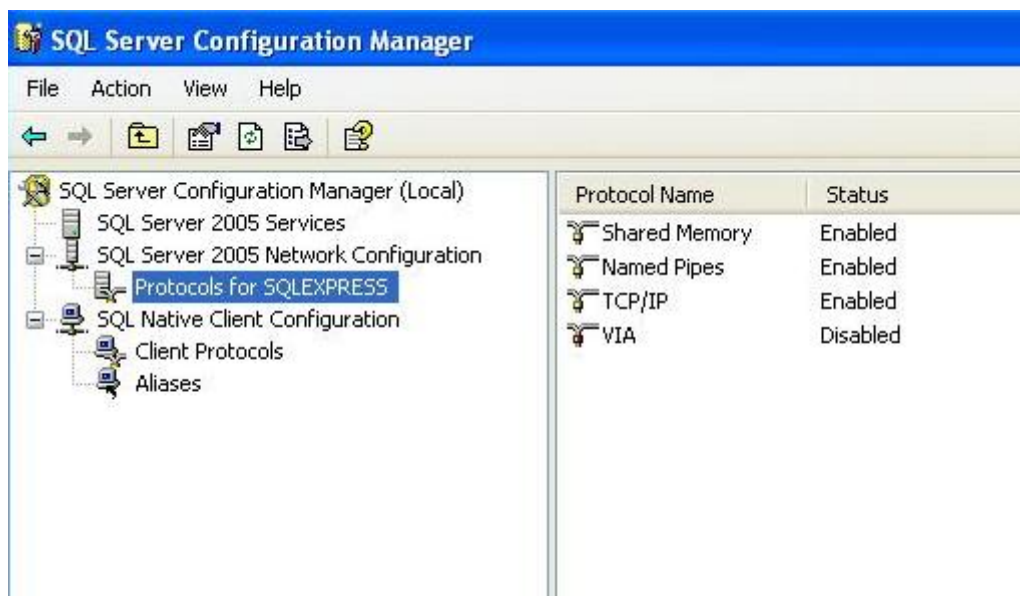 SQL Server Configuration Manager
File Action View Help
SQL Server Configuration Manager (Local)
SQL Server 2005 Services
SQL Server 2005 Network Configuration
Protocols for SQLEXPRESS
SQL Native Client Configuration
Client Protocols
Aliases
Protocol Name Status
Shared Memory Enabled
Named Pipes Enabled
TCP/IP Enabled
VIA Disabled